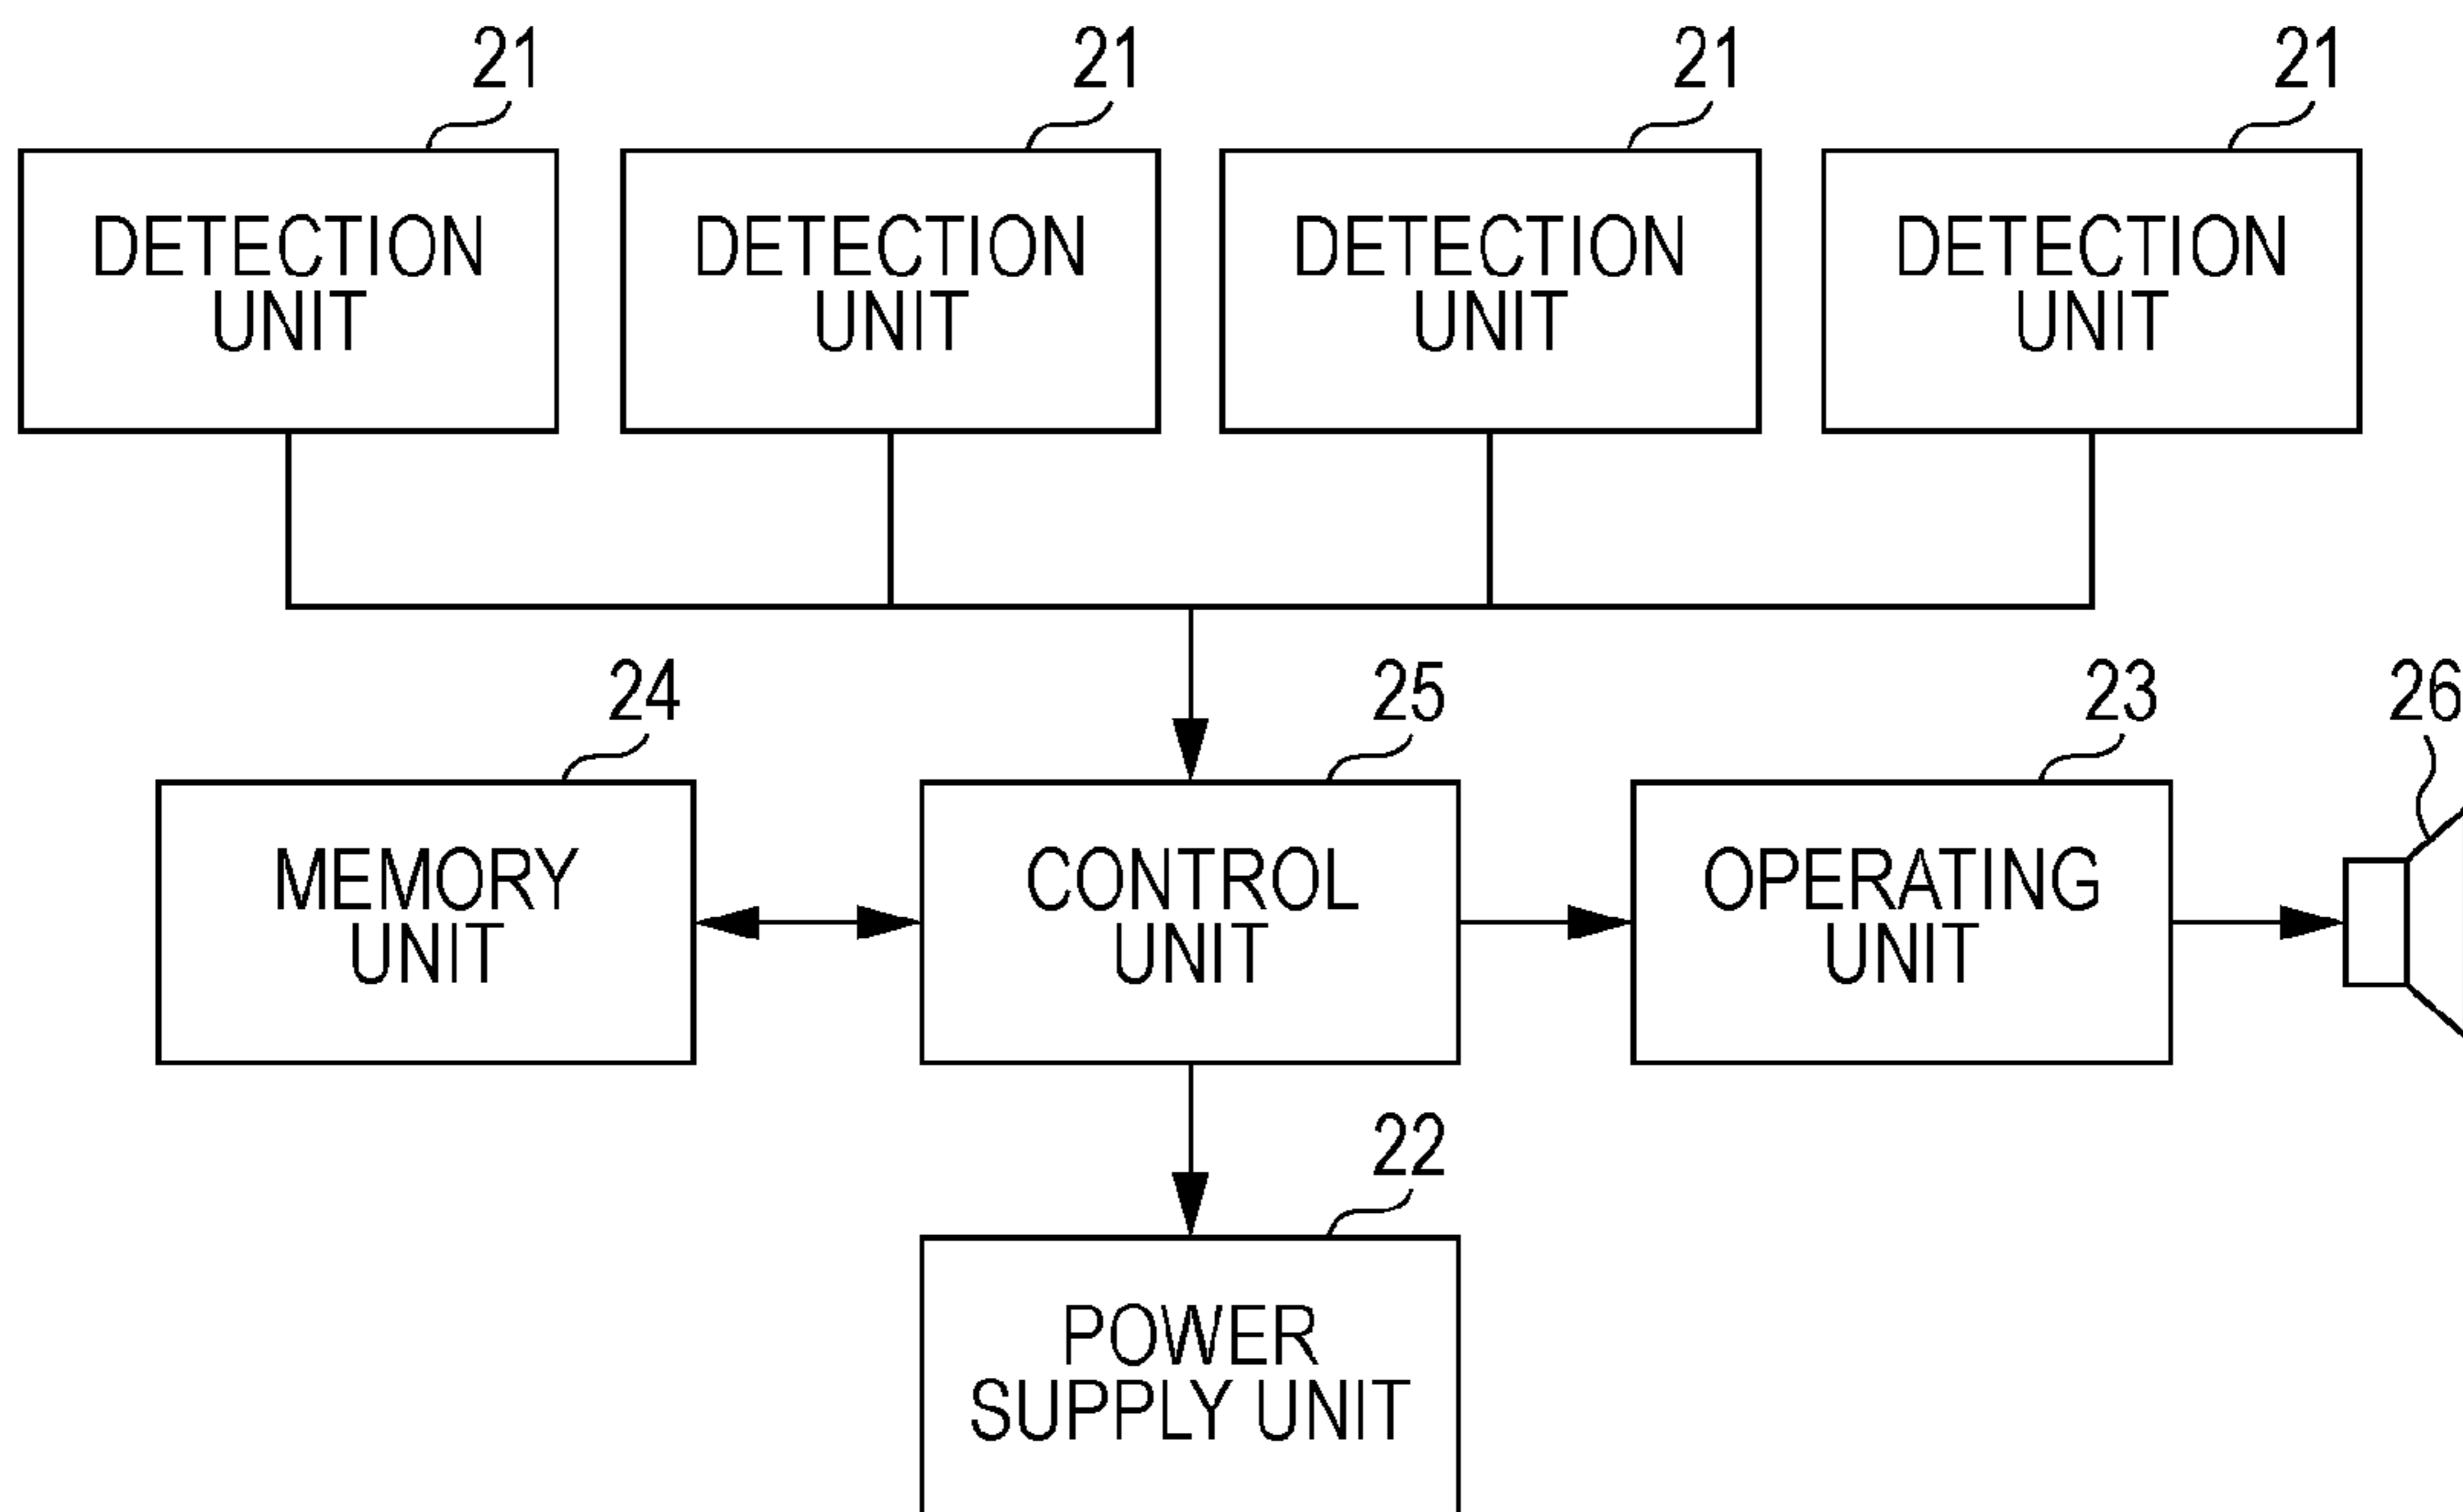 21 21 21 21
DETECTION DETECTION DETECTION DETECTION
UNIT UNIT UNIT UNIT
24 25 23 26
MEMORY CONTROL OPERATING
UNIT UNIT UNIT
22
POWER
SUPPLY UNIT